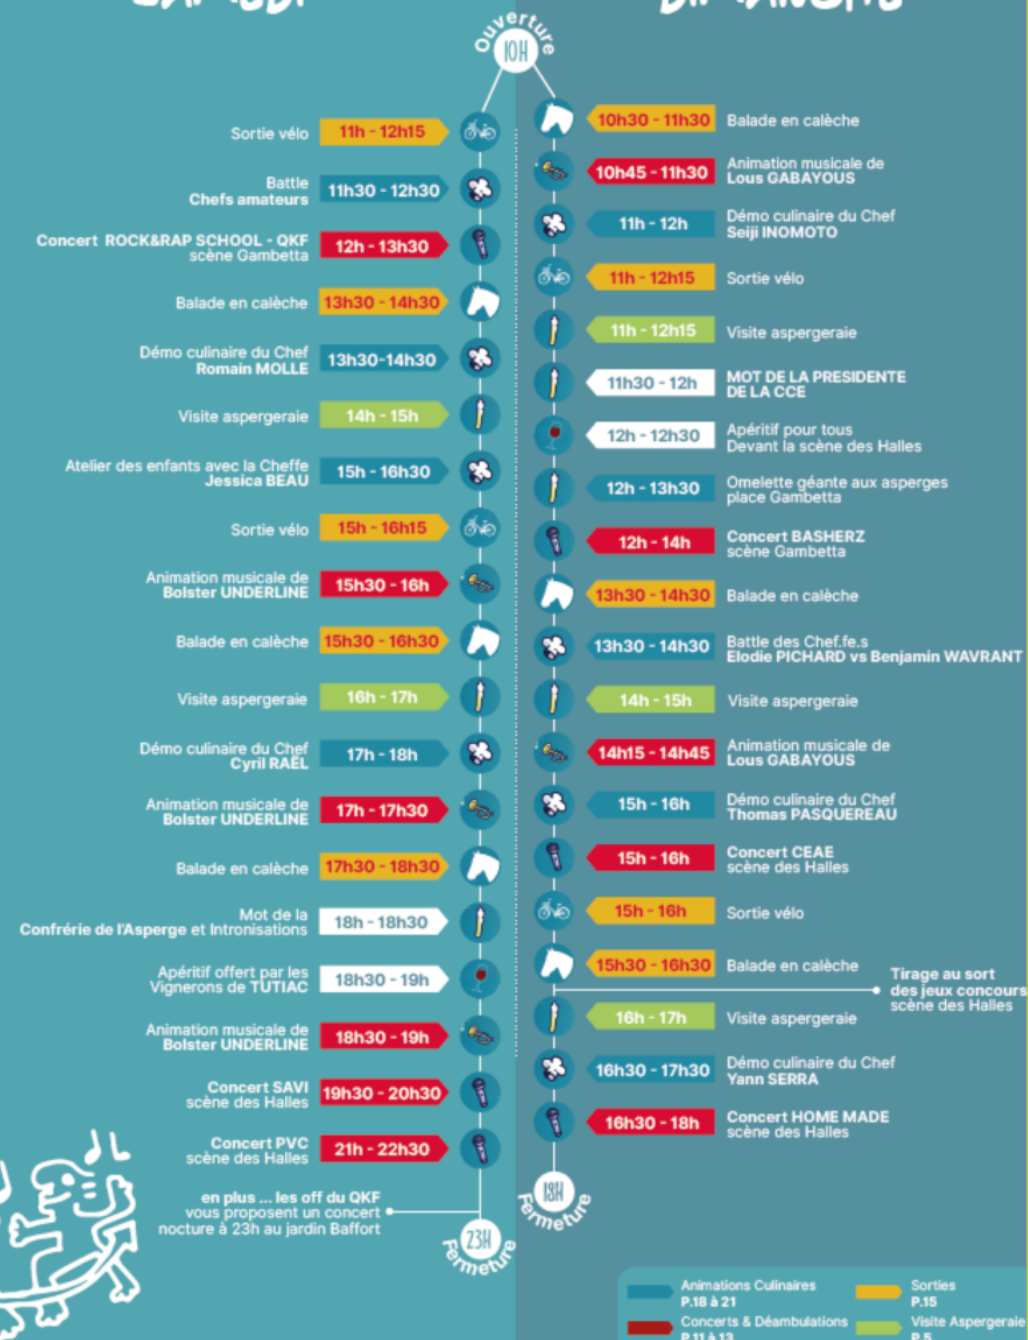 SAMEDI
DIMANCHE
Ouverture
10H
Sortie vélo
11h - 12h15
Battle
Chefs amateurs
11h30 - 12h30
Concert ROCK&RAP SCHOOL - QKF
scène Gambetta
12h - 13h30
Balade en calèche
13h30 - 14h30
Démo culinaire du Chef
Romain MOLLE
13h30-14h30
Visite aspergeraie
14h - 15h
Atelier des enfants avec la Cheffe
Jessica BEAU
15h - 16h30
Sortie vélo
15h - 16h15
Animation musicale de
Bolster UNDERLINE
15h30 - 16h
Balade en calèche
15h30 - 16h30
Visite aspergeraie
16h - 17h
Démo culinaire du Chef
Cyril RAËL
17h - 18h
Animation musicale de
Bolster UNDERLINE
17h - 17h30
Balade en calèche
17h30 - 18h30
Mot de la
Confrérie de l'Asperge et Intronisations
18h - 18h30
Apéritif offert par les
Vignerons de TUTIAC
18h30 - 19h
Animation musicale de
Bolster UNDERLINE
18h30 - 19h
Concert SAVI
scène des Halles
19h30 - 20h30
Concert PVC
scène des Halles
21h - 22h30
en plus ... les off du QKF
vous proposent un concert
nocture à 23h au jardin Baffort
23H
Fermeture
10h30 - 11h30
Balade en calèche
10h45 - 11h30
Animation musicale de
Lous GABAYOUS
11h - 12h
Démo culinaire du Chef
Seiji INOMOTO
11h - 12h15
Sortie vélo
11h - 12h15
Visite aspergeraie
11h30 - 12h
MOT DE LA PRESIDENTE
DE LA CCE
12h - 12h30
Apéritif pour tous
Devant la scène des Halles
12h - 13h30
Omelette géante aux asperges
place Gambetta
12h - 14h
Concert BASHERZ
scène Gambetta
13h30 - 14h30
Balade en calèche
13h30 - 14h30
Battle des Chef.fe.s
Elodie PICHARD vs Benjamin WAVRANT
14h - 15h
Visite aspergeraie
14h15 - 14h45
Animation musicale de
Lous GABAYOUS
15h - 16h
Démo culinaire du Chef
Thomas PASQUEREAU
15h - 16h
Concert CEAE
scène des Halles
15h - 16h
Sortie vélo
15h30 - 16h30
Balade en calèche
Tirage au sort
des jeux concours
scène des Halles
16h - 17h
Visite aspergeraie
16h30 - 17h30
Démo culinaire du Chef
Yann SERRA
16h30 - 18h
Concert HOME MADE
scène des Halles
18H
Fermeture
Animations Culinaires
P.18 à 21
Sorties
P.15
Concerts & Déambulations
P.11 à 13
Visite Aspergeraie
P.5